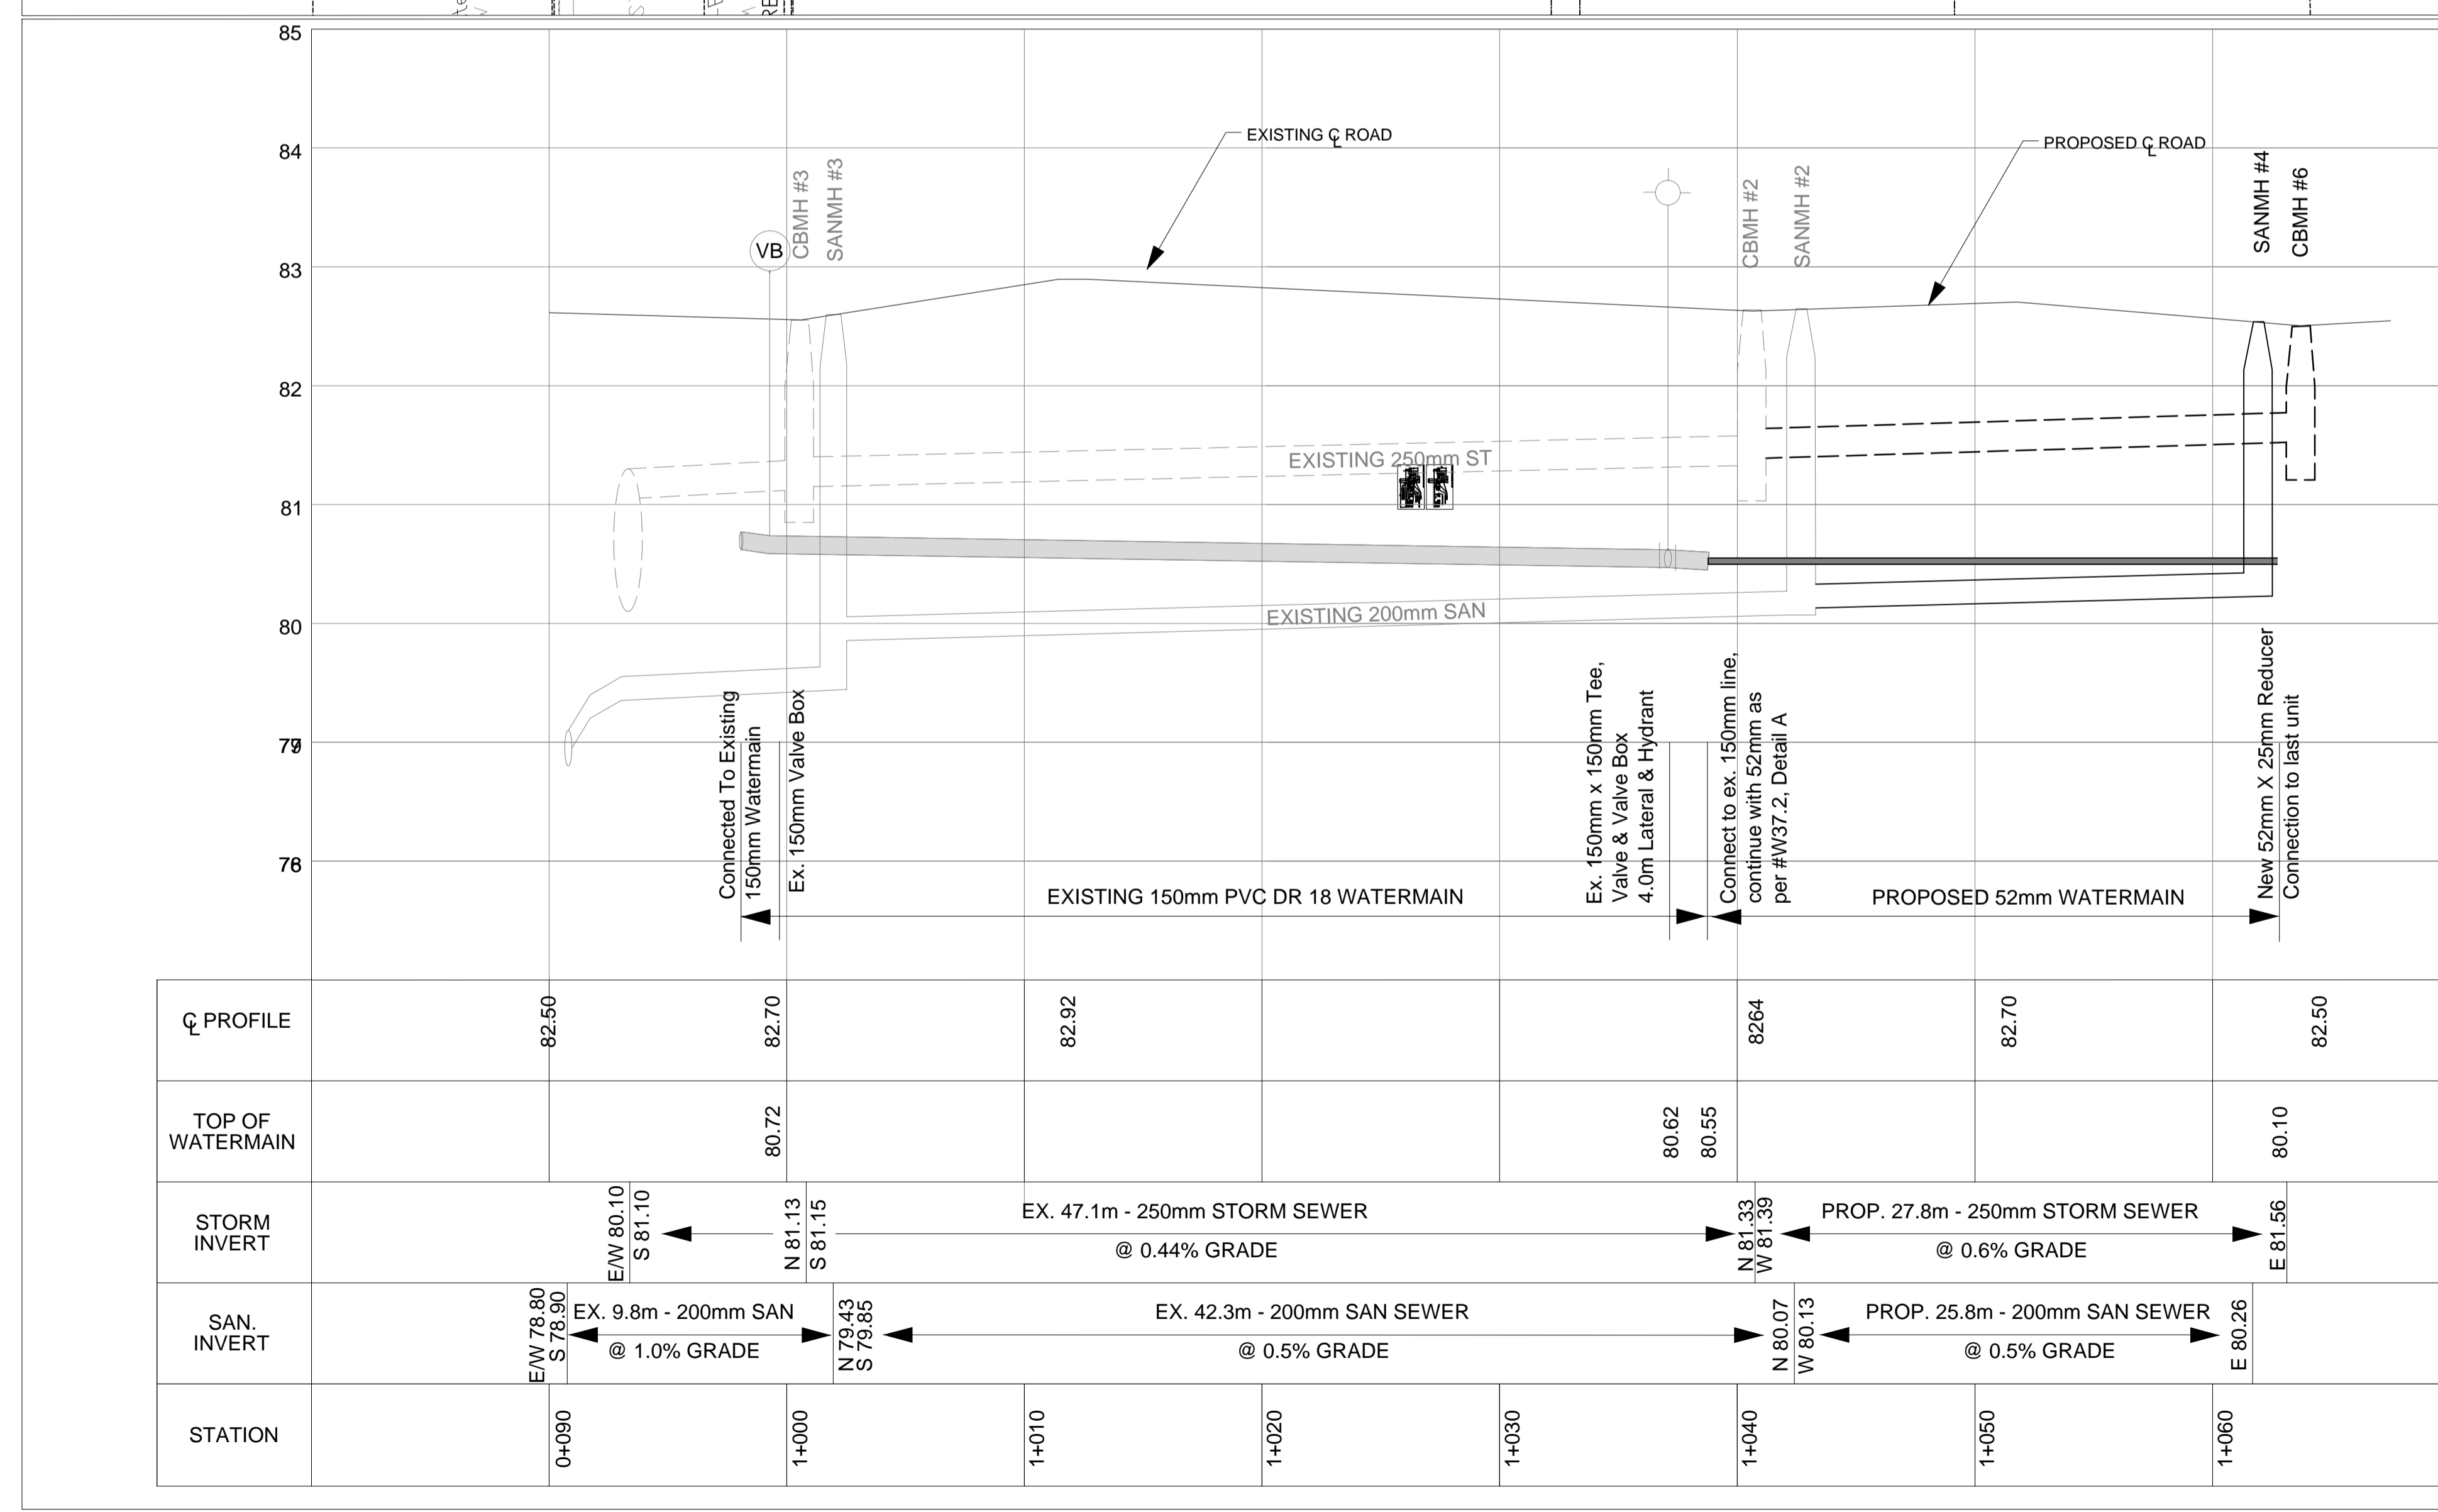 85
84
83
82
81
80
79
78
EXISTING ℄ ROAD
PROPOSED ℄ ROAD
VB
CBMH #3
SANMH #3
CBMH #2
SANMH #2
SANMH #4
CBMH #6
EXISTING 250mm ST
EXISTING 200mm SAN
Connected To Existing
150mm Watermain
Ex. 150mm Valve Box
Ex. 150mm x 150mm Tee,
Valve & Valve Box
4.0m Lateral & Hydrant
Connect to ex. 150mm line,
continue with 52mm as
per #W37.2, Detail A
New 52mm X 25mm Reducer
Connection to last unit
EXISTING 150mm PVC DR 18 WATERMAIN
PROPOSED 52mm WATERMAIN
℄ PROFILE
82.50
82.70
82.92
8264
82.70
82.50
TOP OF
WATERMAIN
80.72
80.62
80.55
80.10
STORM
INVERT
E/W 80.10
S 81.10
N 81.13
S 81.15
EX. 47.1m - 250mm STORM SEWER
@ 0.44% GRADE
N 81.33
W 81.39
PROP. 27.8m - 250mm STORM SEWER
@ 0.6% GRADE
E 81.56
SAN.
INVERT
E/W 78.80
S 78.90
EX. 9.8m - 200mm SAN
@ 1.0% GRADE
N 79.43
S 79.85
EX. 42.3m - 200mm SAN SEWER
@ 0.5% GRADE
N 80.07
W 80.13
PROP. 25.8m - 200mm SAN SEWER
@ 0.5% GRADE
E 80.26
STATION
0+090
1+000
1+010
1+020
1+030
1+040
1+050
1+060